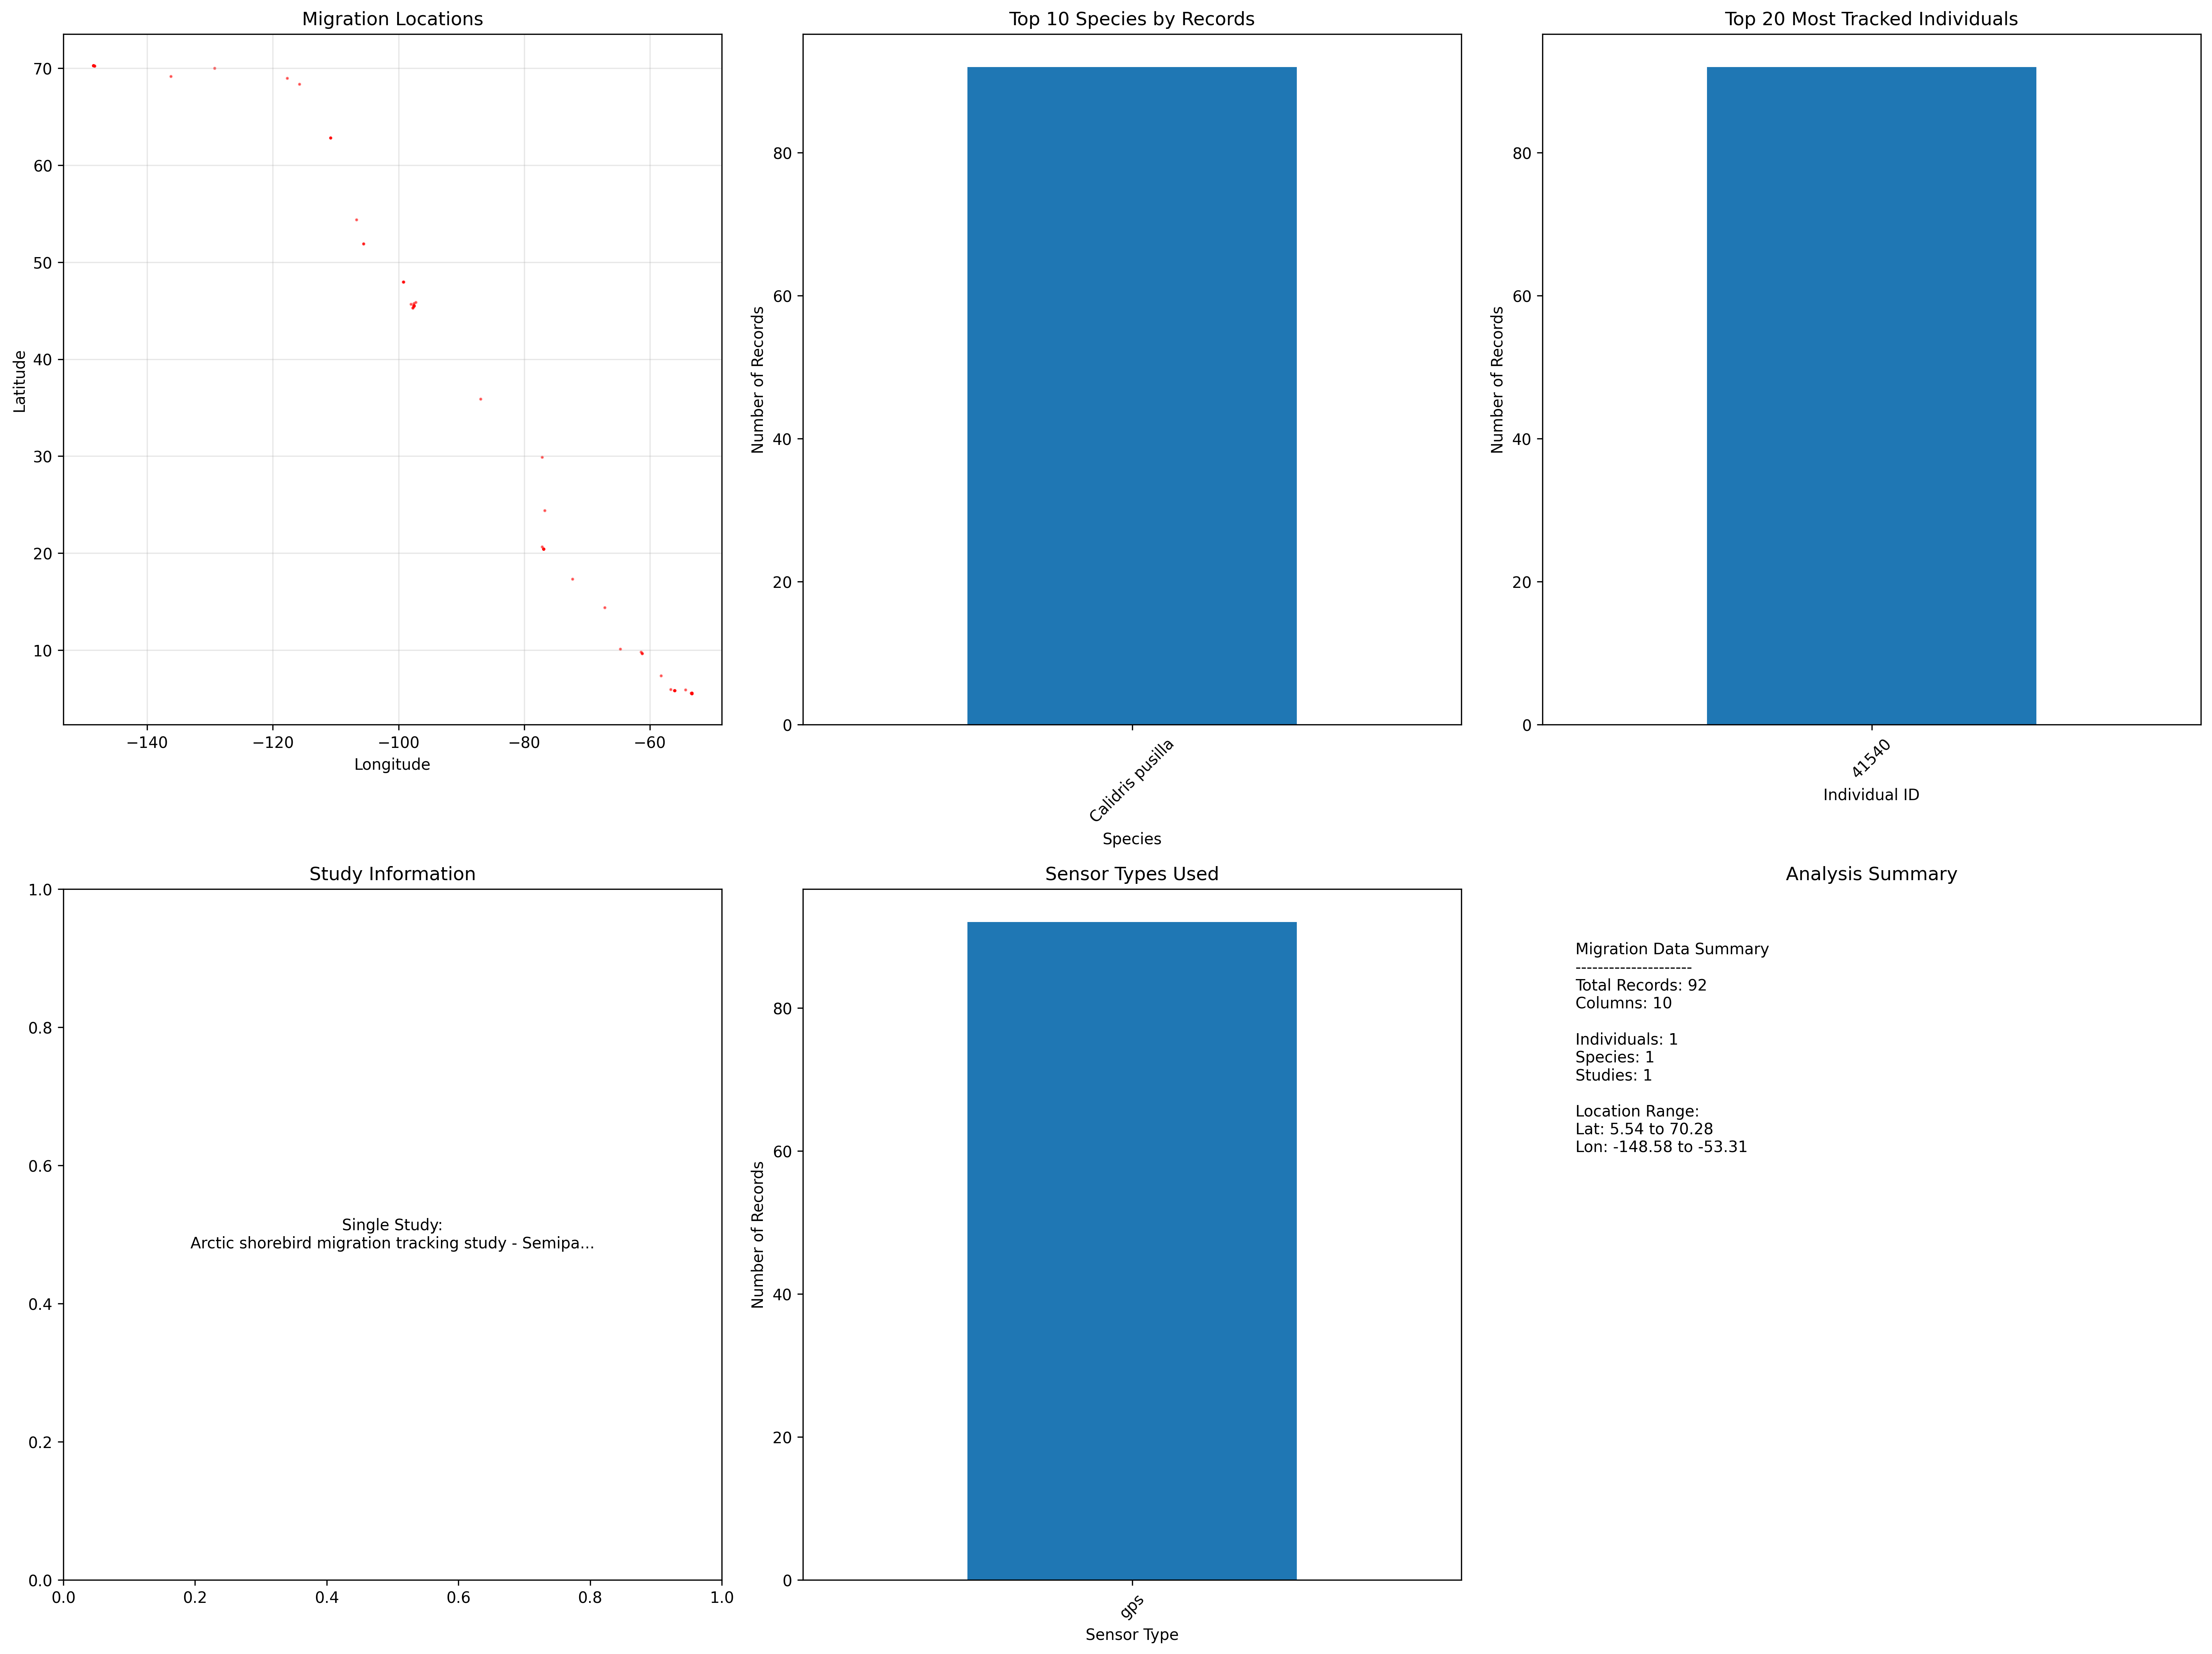 Migration Locations
70
60
50
40
30
20
10
Latitude
−140
−120
−100
−80
−60
Longitude
Top 10 Species by Records
80
60
40
20
0
Number of Records
Calidris pusilla
Species
Top 20 Most Tracked Individuals
80
60
40
20
0
Number of Records
41540
Individual ID
Study Information
1.0
0.8
0.6
0.4
0.2
0.0
Single Study:
Arctic shorebird migration tracking study - Semipa...
0.0
0.2
0.4
0.6
0.8
1.0
Sensor Types Used
80
60
40
20
0
Number of Records
gps
Sensor Type
Analysis Summary
Migration Data Summary
---------------------
Total Records: 92
Columns: 10
Individuals: 1
Species: 1
Studies: 1
Location Range:
Lat: 5.54 to 70.28
Lon: -148.58 to -53.31